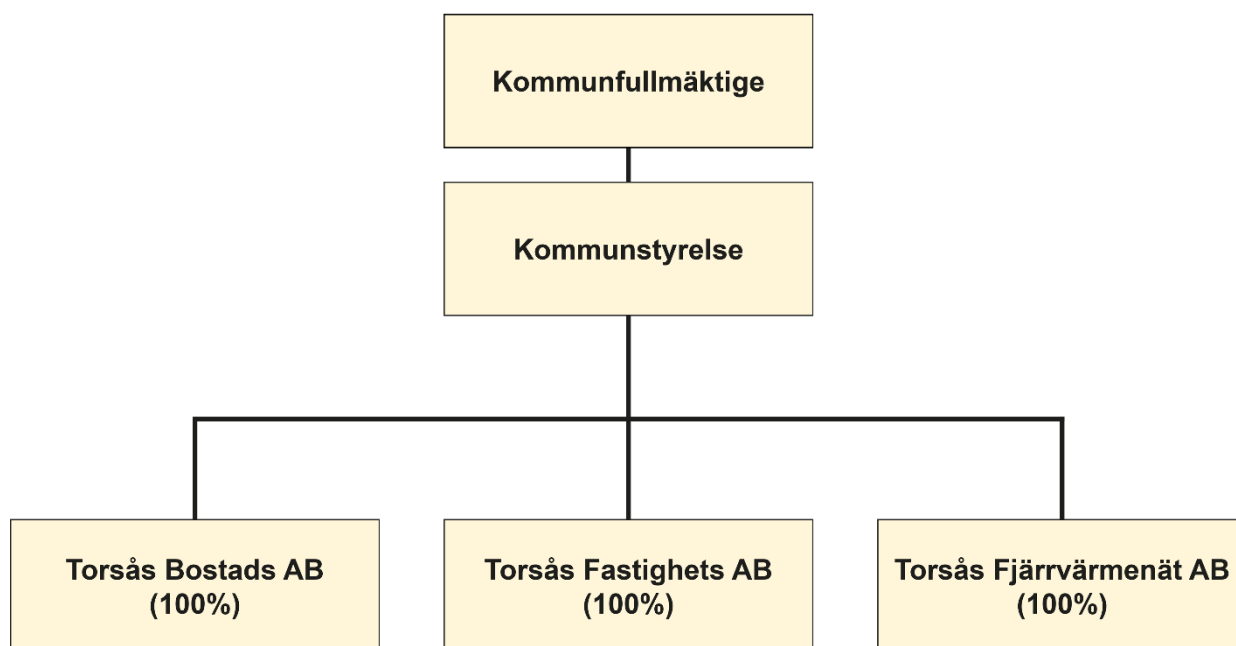 Kommunfullmäktige
Kommunstyrelse
Torsås Bostads AB
(100%)
Torsås Fastighets AB
(100%)
Torsås Fjärrvärmenät AB
(100%)